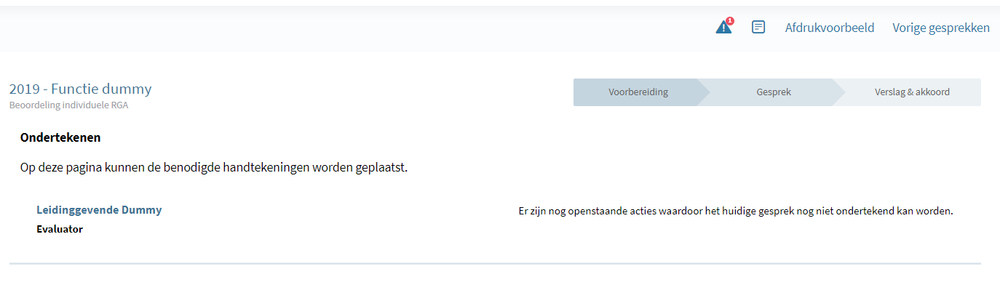 1
Afdrukvoorbeeld
Vorige gesprekken
2019 - Functie dummy
Beoordeling individuele RGA
Voorbereiding
Gesprek
Verslag & akkoord
Ondertekenen
Op deze pagina kunnen de benodigde handtekeningen worden geplaatst.
Leidinggevende Dummy
Evaluator
Er zijn nog openstaande acties waardoor het huidige gesprek nog niet ondertekend kan worden.